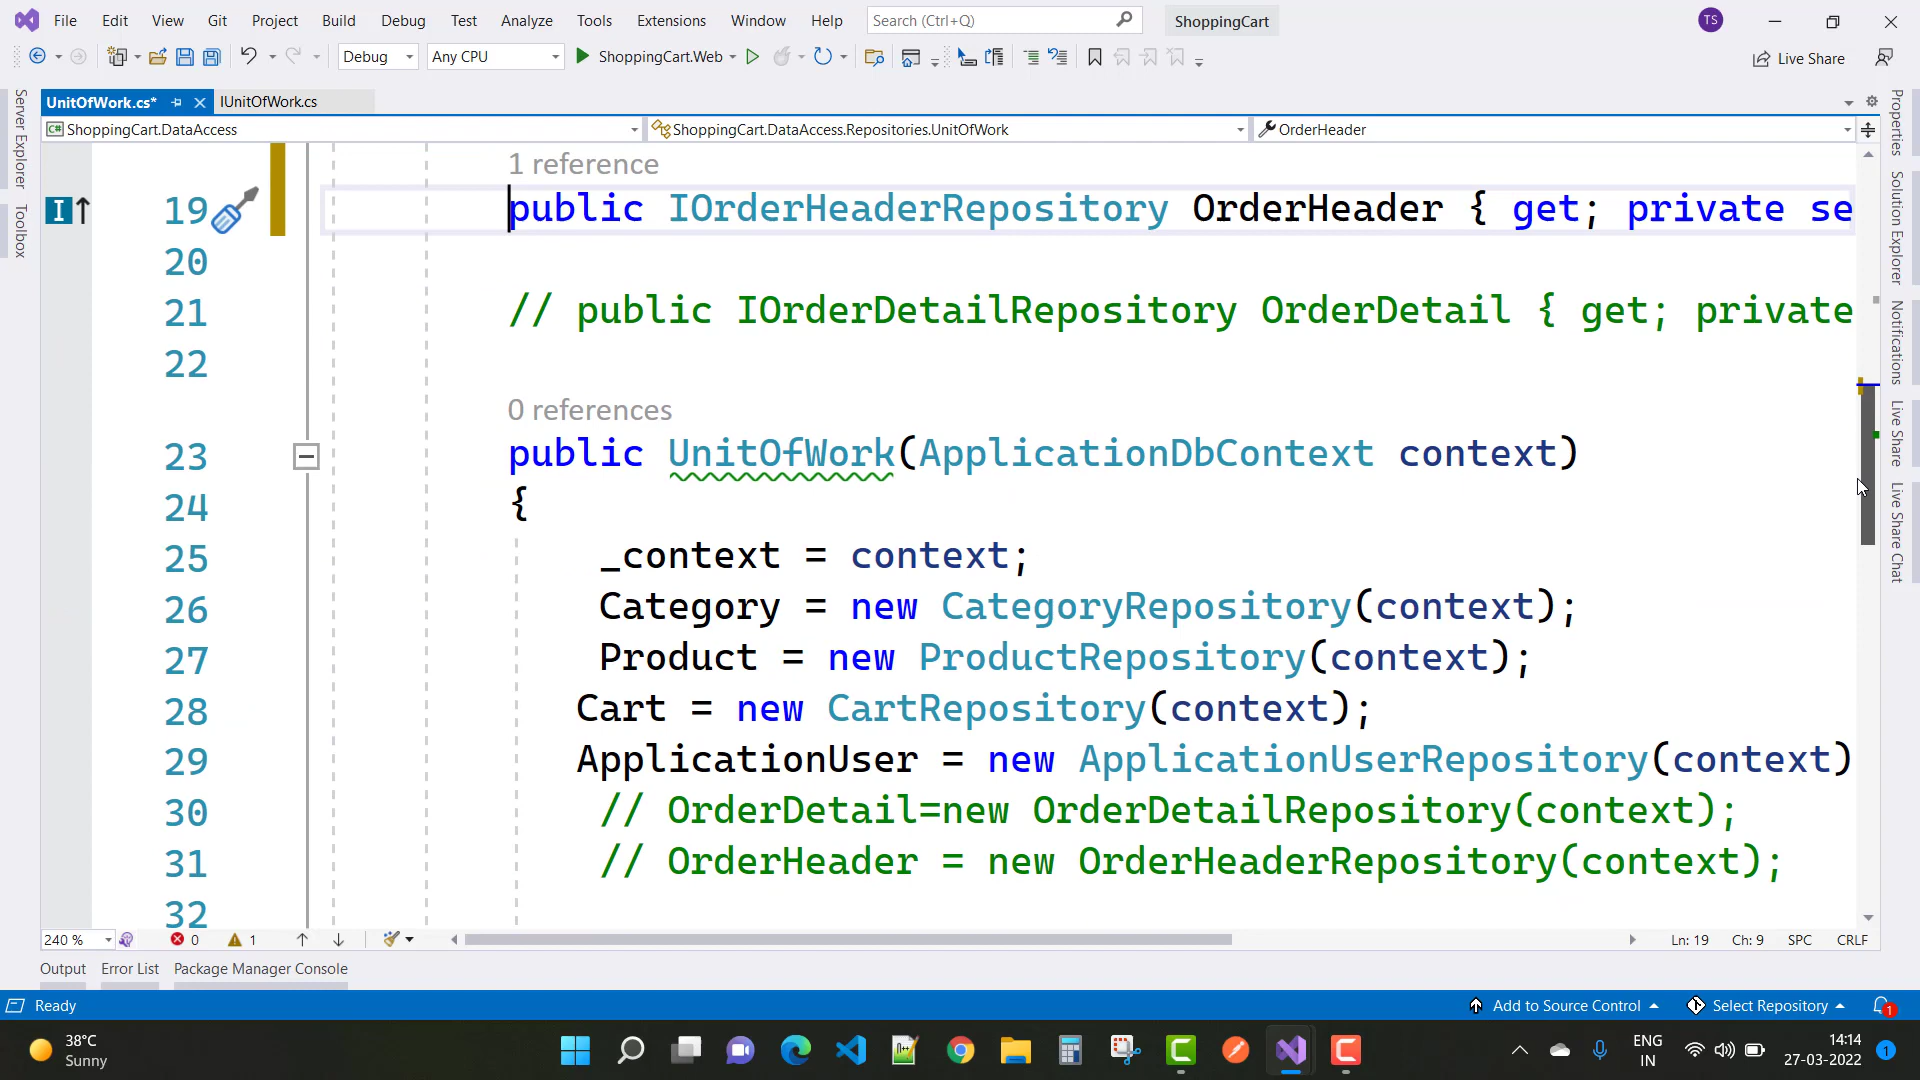 File Edit View Git Project Build Debug Test Analyze Tools Extensions Window Help Search (Ctrl+Q) ShoppingCart TS
Debug Any CPU ShoppingCart.Web Live Share
UnitOfWork.cs* IUnitOfWork.cs
ShoppingCart.DataAccess ShoppingCart.DataAccess.Repositories.UnitOfWork OrderHeader
Server Explorer
Toolbox
1 reference
19 public IOrderHeaderRepository OrderHeader { get; private se
20
21 // public IOrderDetailRepository OrderDetail { get; private
22
0 references
23 public UnitOfWork(ApplicationDbContext context)
24 {
25 _context = context;
26 Category = new CategoryRepository(context);
27 Product = new ProductRepository(context);
28 Cart = new CartRepository(context);
29 ApplicationUser = new ApplicationUserRepository(context)
30 // OrderDetail=new OrderDetailRepository(context);
31 // OrderHeader = new OrderHeaderRepository(context);
32
Properties
Solution Explorer
Notifications
Live Share
Live Share Chat
240 % 0 1 Ln: 19 Ch: 9 SPC CRLF
Output Error List Package Manager Console
Ready Add to Source Control Select Repository 1
38°C
Sunny
ENG
IN
14:14
27-03-2022
1